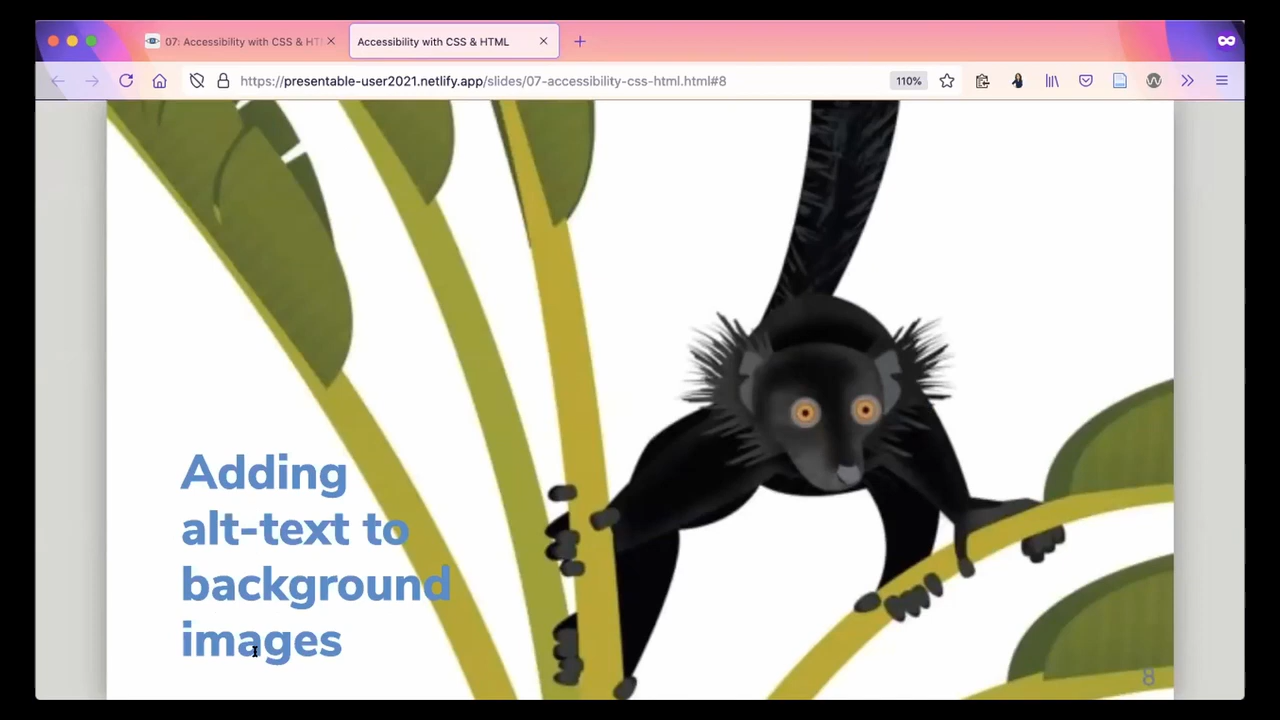 07: Accessibility with CSS & HT
Accessibility with CSS & HTML
https://presentable-user2021.netlify.app/slides/07-accessibility-css-html.html#8
110%
Adding
alt-text to
background
images
8